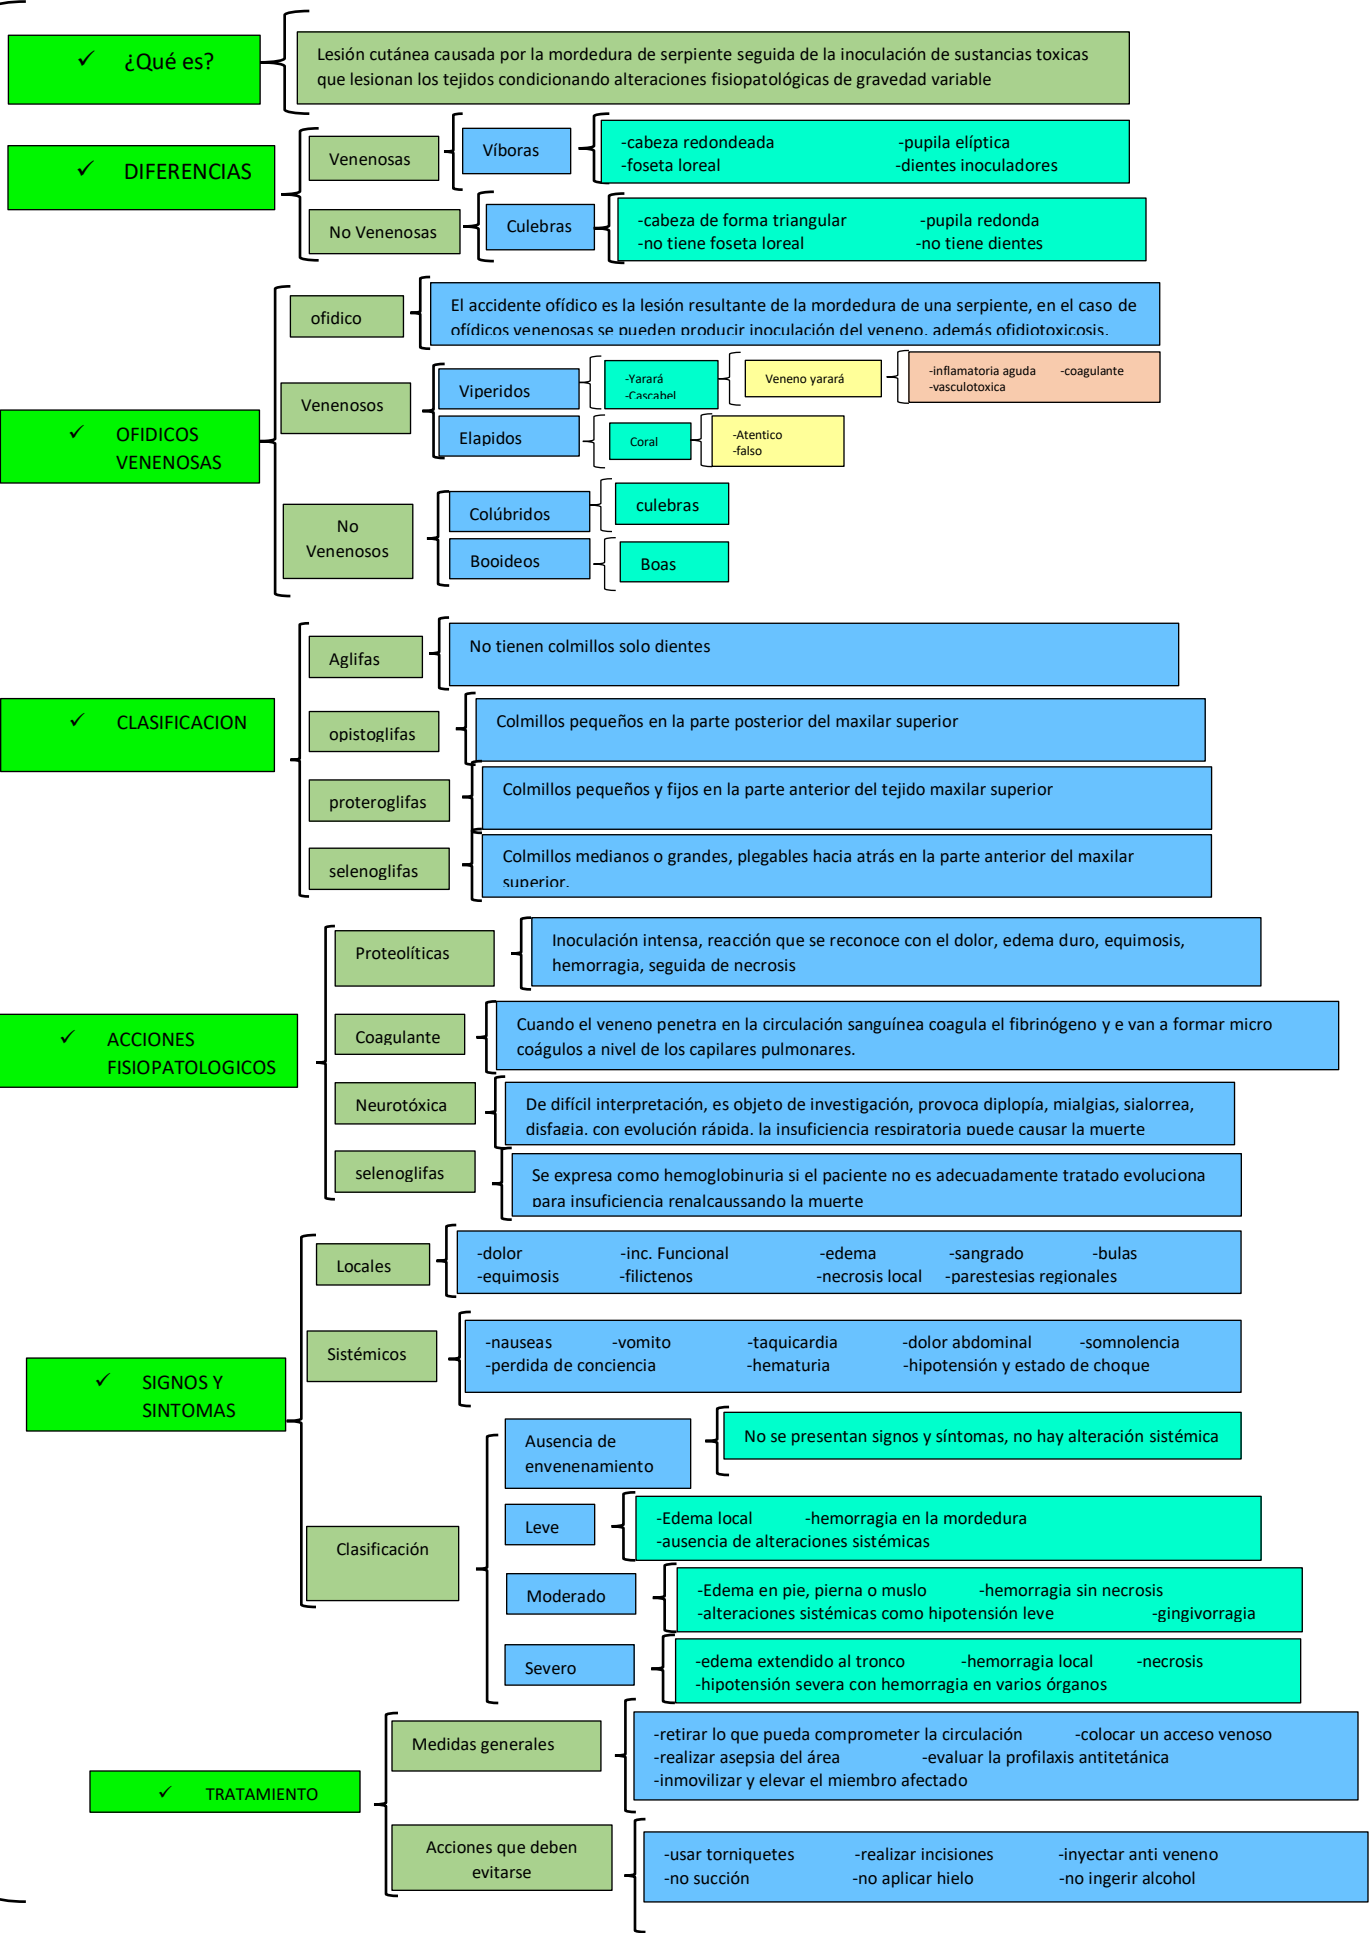 ✓ ¿Qué es?
Lesión cutánea causada por la mordedura de serpiente seguida de la inoculación de sustancias toxicas
que lesionan los tejidos condicionando alteraciones fisiopatológicas de gravedad variable
✓ DIFERENCIAS
Venenosas
Víboras
-cabeza redondeada -pupila elíptica
-foseta loreal -dientes inoculadores
No Venenosas
Culebras
-cabeza de forma triangular -pupila redonda
-no tiene foseta loreal -no tiene dientes
✓ OFIDICOS
VENENOSAS
ofidico
El accidente ofídico es la lesión resultante de la mordedura de una serpiente, en el caso de
ofídicos venenosas se pueden producir inoculación del veneno, además ofidiotoxicosis.
Venenosos
Viperidos
-Yarará
-Cascabel
Veneno yarará
-inflamatoria aguda -coagulante
-vasculotoxica
Elapidos
Coral
-Atentico
-falso
No
Venenosos
Colúbridos
culebras
Booideos
Boas
✓ CLASIFICACION
Aglifas
No tienen colmillos solo dientes
opistoglifas
Colmillos pequeños en la parte posterior del maxilar superior
proteroglifas
Colmillos pequeños y fijos en la parte anterior del tejido maxilar superior
selenoglifas
Colmillos medianos o grandes, plegables hacia atrás en la parte anterior del maxilar
superior.
✓ ACCIONES
FISIOPATOLOGICOS
Proteolíticas
Inoculación intensa, reacción que se reconoce con el dolor, edema duro, equimosis,
hemorragia, seguida de necrosis
Coagulante
Cuando el veneno penetra en la circulación sanguínea coagula el fibrinógeno y e van a formar micro
coágulos a nivel de los capilares pulmonares.
Neurotóxica
De difícil interpretación, es objeto de investigación, provoca diplopía, mialgias, sialorrea,
disfagia, con evolución rápida, la insuficiencia respiratoria puede causar la muerte
selenoglifas
Se expresa como hemoglobinuria si el paciente no es adecuadamente tratado evoluciona
para insuficiencia renalcaussando la muerte
✓ SIGNOS Y
SINTOMAS
Locales
-dolor -inc. Funcional -edema -sangrado -bulas
-equimosis -filictenos -necrosis local -parestesias regionales
Sistémicos
-nauseas -vomito -taquicardia -dolor abdominal -somnolencia
-perdida de conciencia -hematuria -hipotensión y estado de choque
Clasificación
Ausencia de
envenenamiento
No se presentan signos y síntomas, no hay alteración sistémica
Leve
-Edema local -hemorragia en la mordedura
-ausencia de alteraciones sistémicas
Moderado
-Edema en pie, pierna o muslo -hemorragia sin necrosis
-alteraciones sistémicas como hipotensión leve -gingivorragia
Severo
-edema extendido al tronco -hemorragia local -necrosis
-hipotensión severa con hemorragia en varios órganos
✓ TRATAMIENTO
Medidas generales
-retirar lo que pueda comprometer la circulación -colocar un acceso venoso
-realizar asepsia del área -evaluar la profilaxis antitetánica
-inmovilizar y elevar el miembro afectado
Acciones que deben
evitarse
-usar torniquetes -realizar incisiones -inyectar anti veneno
-no succión -no aplicar hielo -no ingerir alcohol